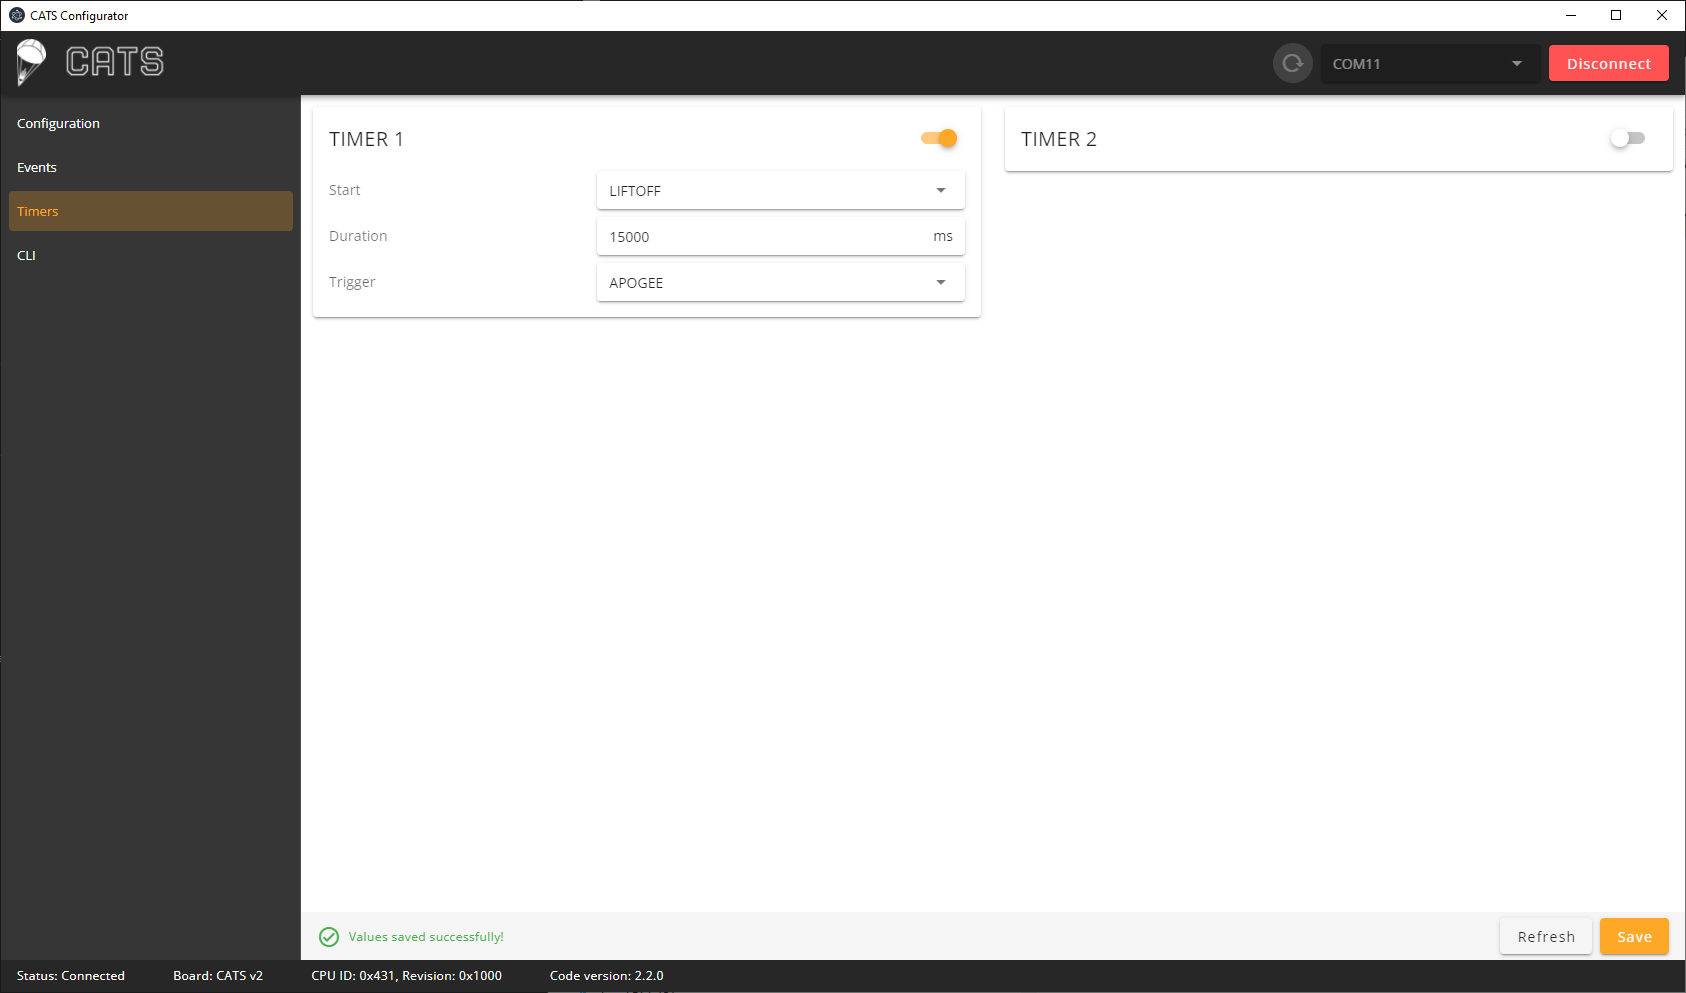 CATS Configurator
CATS
COM11
Disconnect
Configuration
Events
Timers
CLI
TIMER 1
Start
LIFTOFF
Duration
15000 ms
Trigger
APOGEE
TIMER 2
Values saved successfully!
Refresh
Save
Status: Connected
Board: CATS v2
CPU ID: 0x431, Revision: 0x1000
Code version: 2.2.0